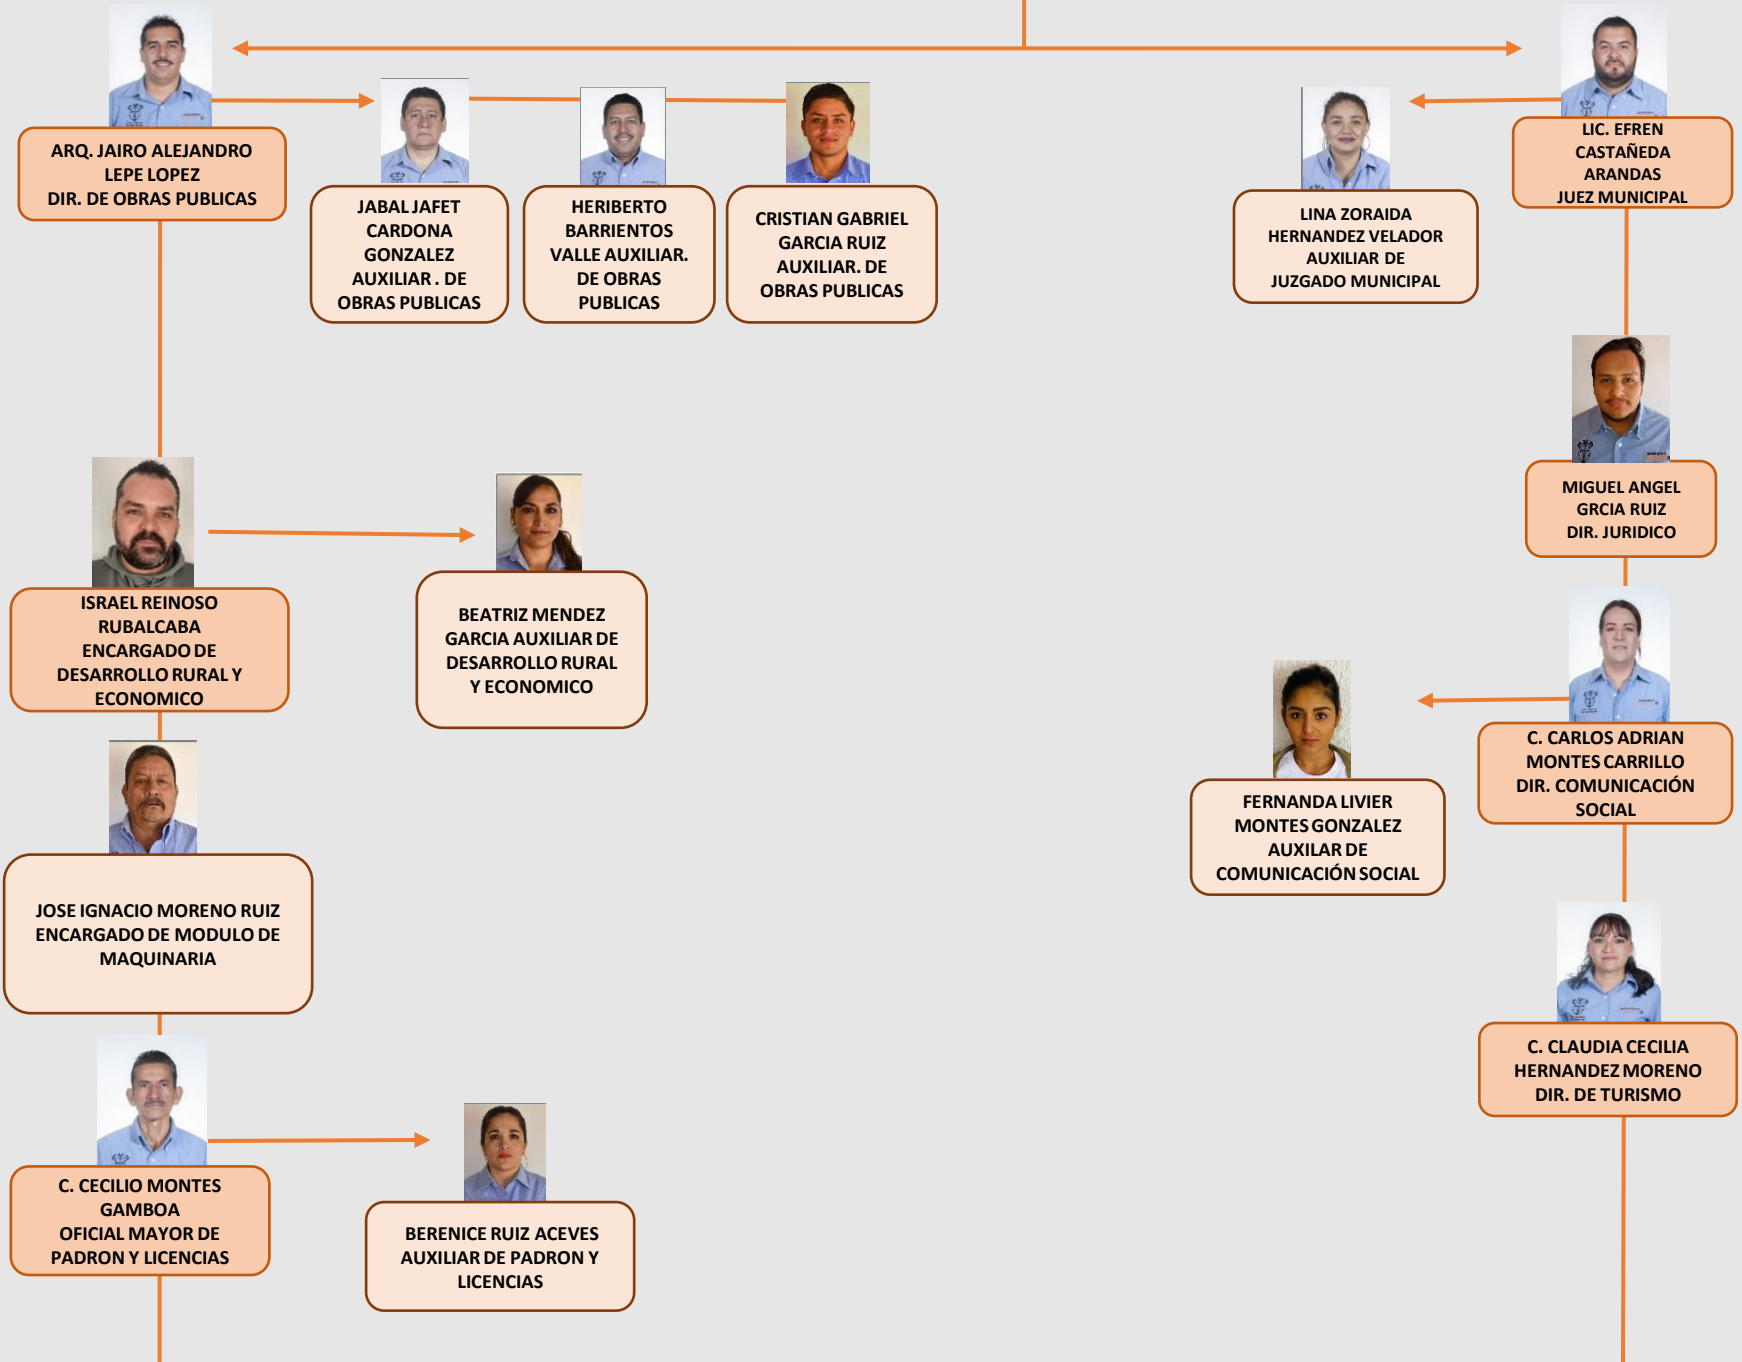 ARQ. JAIRO ALEJANDRO
LEPE LOPEZ
DIR. DE OBRAS PUBLICAS
JABAL JAFET
CARDONA
GONZALEZ
AUXILIAR . DE
OBRAS PUBLICAS
HERIBERTO
BARRIENTOS
VALLE AUXILIAR.
DE OBRAS
PUBLICAS
CRISTIAN GABRIEL
GARCIA RUIZ
AUXILIAR. DE
OBRAS PUBLICAS
LINA ZORAIDA
HERNANDEZ VELADOR
AUXILIAR DE
JUZGADO MUNICIPAL
LIC. EFREN
CASTAÑEDA
ARANDAS
JUEZ MUNICIPAL
MIGUEL ANGEL
GRCIA RUIZ
DIR. JURIDICO
ISRAEL REINOSO
RUBALCABA
ENCARGADO DE
DESARROLLO RURAL Y
ECONOMICO
BEATRIZ MENDEZ
GARCIA AUXILIAR DE
DESARROLLO RURAL
Y ECONOMICO
FERNANDA LIVIER
MONTES GONZALEZ
AUXILAR DE
COMUNICACIÓN SOCIAL
C. CARLOS ADRIAN
MONTES CARRILLO
DIR. COMUNICACIÓN
SOCIAL
JOSE IGNACIO MORENO RUIZ
ENCARGADO DE MODULO DE
MAQUINARIA
C. CLAUDIA CECILIA
HERNANDEZ MORENO
DIR. DE TURISMO
C. CECILIO MONTES
GAMBOA
OFICIAL MAYOR DE
PADRON Y LICENCIAS
BERENICE RUIZ ACEVES
AUXILIAR DE PADRON Y
LICENCIAS